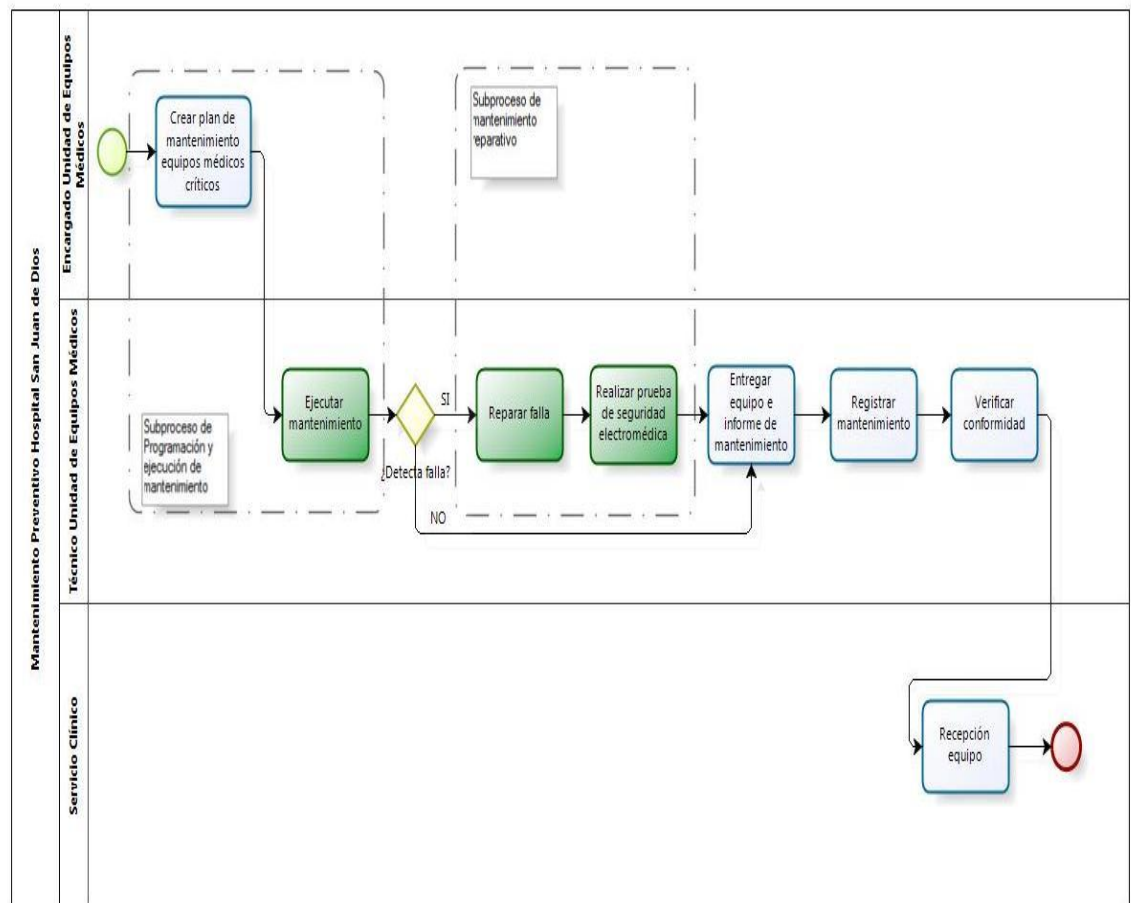 Mantenimiento Preventivo Hospital San Juan de Dios
Encargado Unidad de Equipos
Médicos
Crear plan de
mantenimiento
equipos médicos
críticos
Subproceso de
mantenimiento
reparativo
Técnico Unidad de Equipos Médicos
Subproceso de
Programación y
ejecución de
mantenimiento
Ejecutar
mantenimiento
¿Detecta falla?
SI
NO
Reparar falla
Realizar prueba
de seguridad
electromédica
Entregar
equipo e
informe de
mantenimiento
Registrar
mantenimiento
Verificar
conformidad
Servicio Clínico
Recepción
equipo